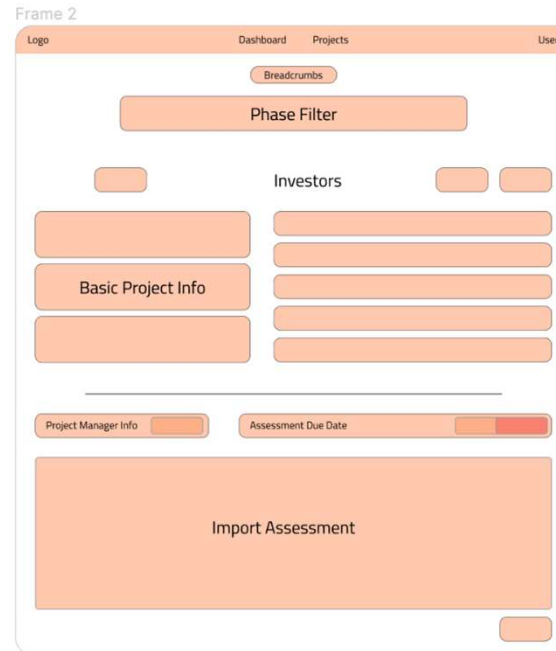 Frame 2
Logo Dashboard Projects User
Breadcrumbs
Phase Filter
Investors
Basic Project Info
Project Manager Info Assessment Due Date
Import Assessment